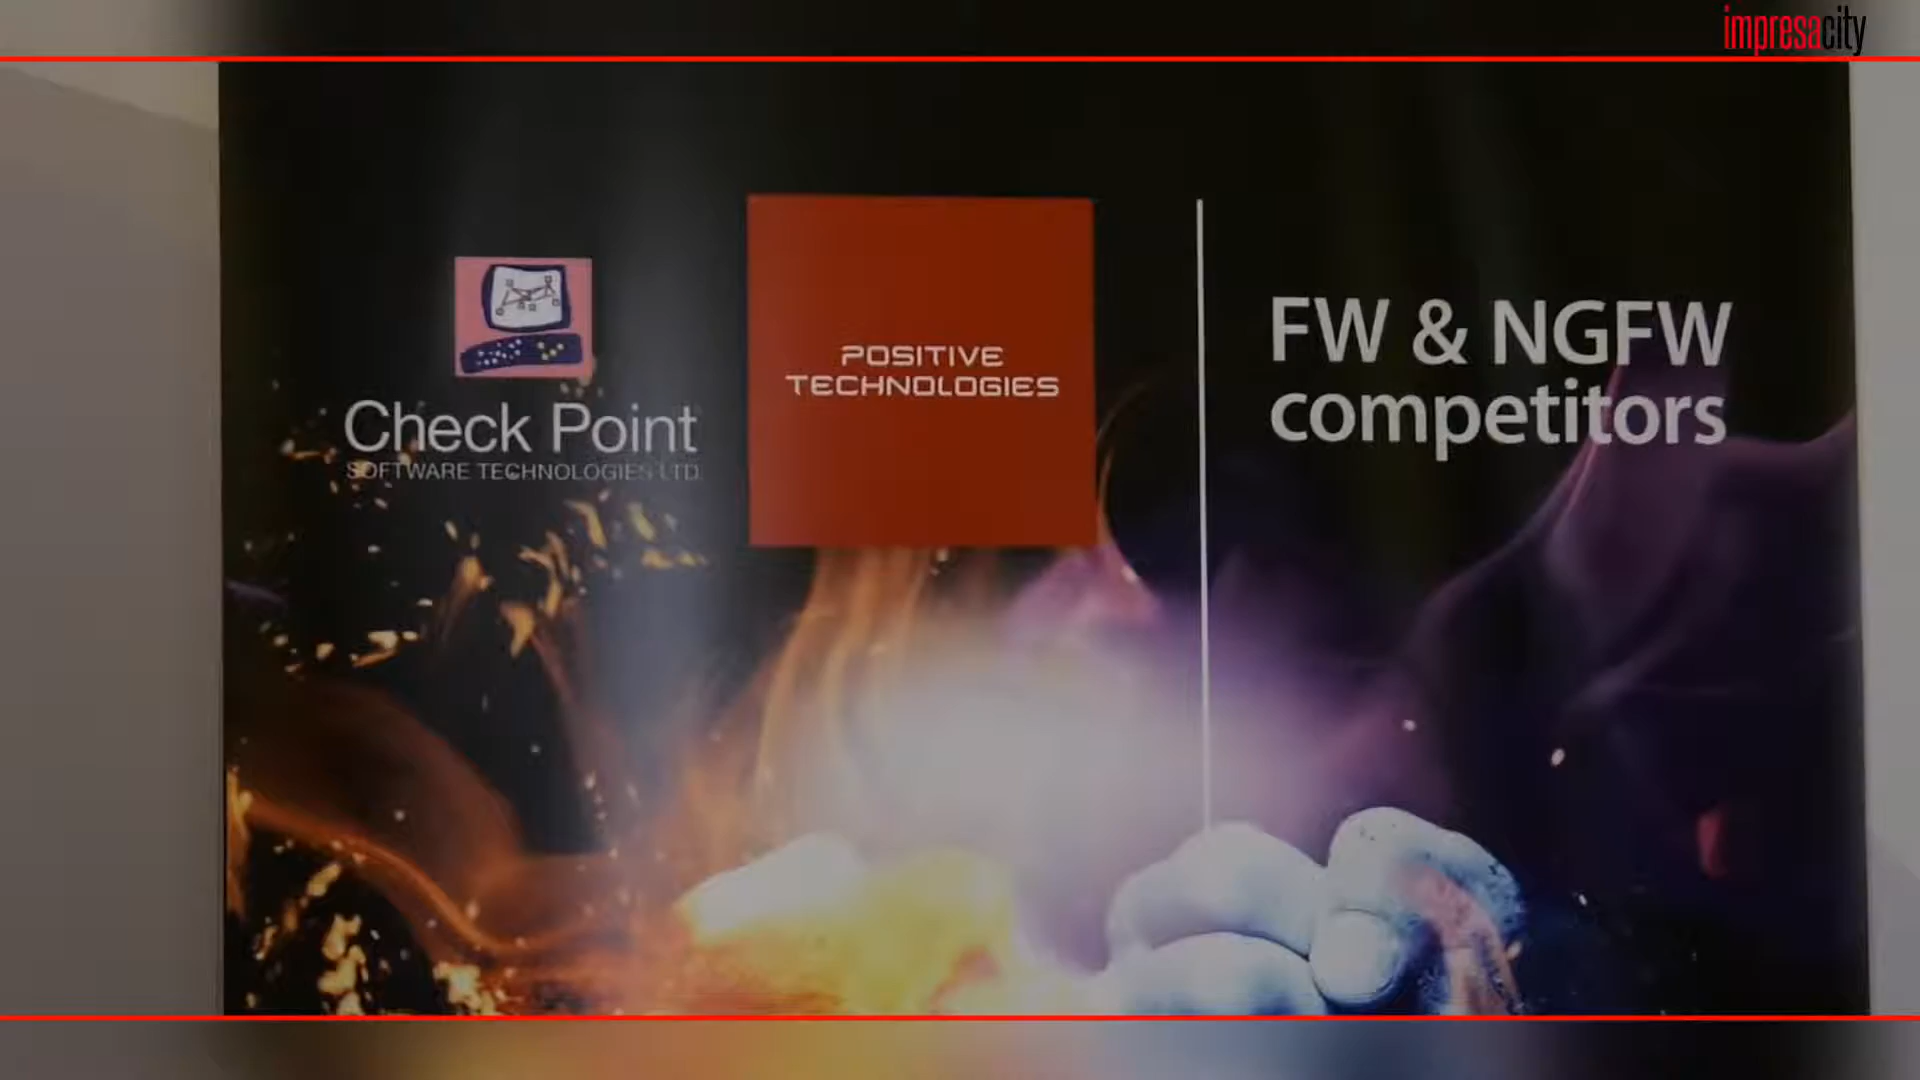 impresacity
Check Point
SOFTWARE TECHNOLOGIES LTD.
POSITIVE
TECHNOLOGIES
FW & NGFW
competitors